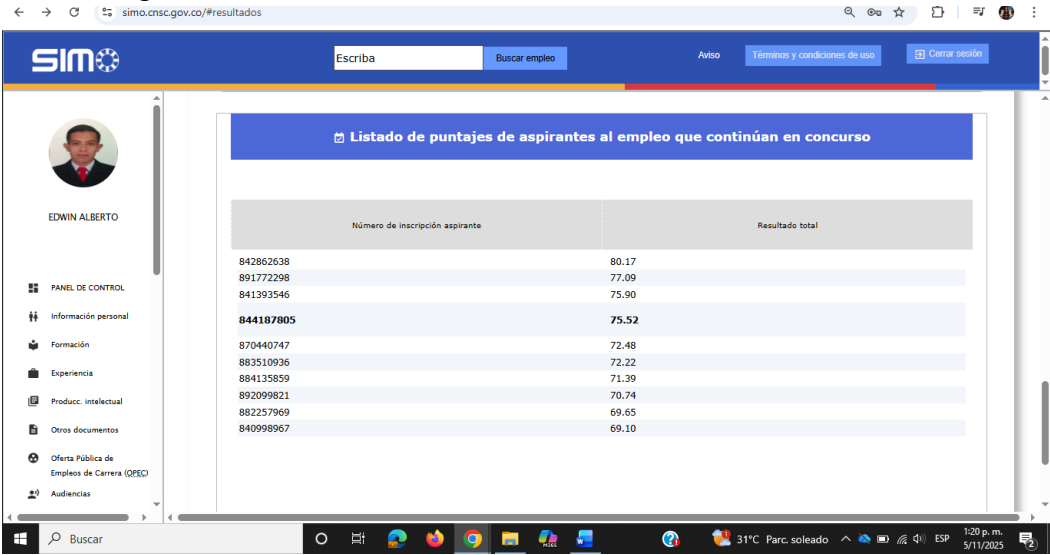 simo.cnsc.gov.co/#resultados
SIMO
Escriba
Buscar empleo
Aviso
Términos y condiciones de uso
Cerrar sesión
EDWIN ALBERTO
PANEL DE CONTROL
Información personal
Formación
Experiencia
Producc. intelectual
Otros documentos
Oferta Pública de
Empleos de Carrera (OPEC)
Audiencias
Listado de puntajes de aspirantes al empleo que continúan en concurso
Número de inscripción aspirante Resultado total
842862638 80.17
891772298 77.09
841393546 75.90
844187805 75.52
870440747 72.48
883510936 72.22
884135859 71.39
892099821 70.74
882257969 69.65
840998967 69.10
Buscar
31°C Parc. soleado
ESP
1:20 p. m.
5/11/2025